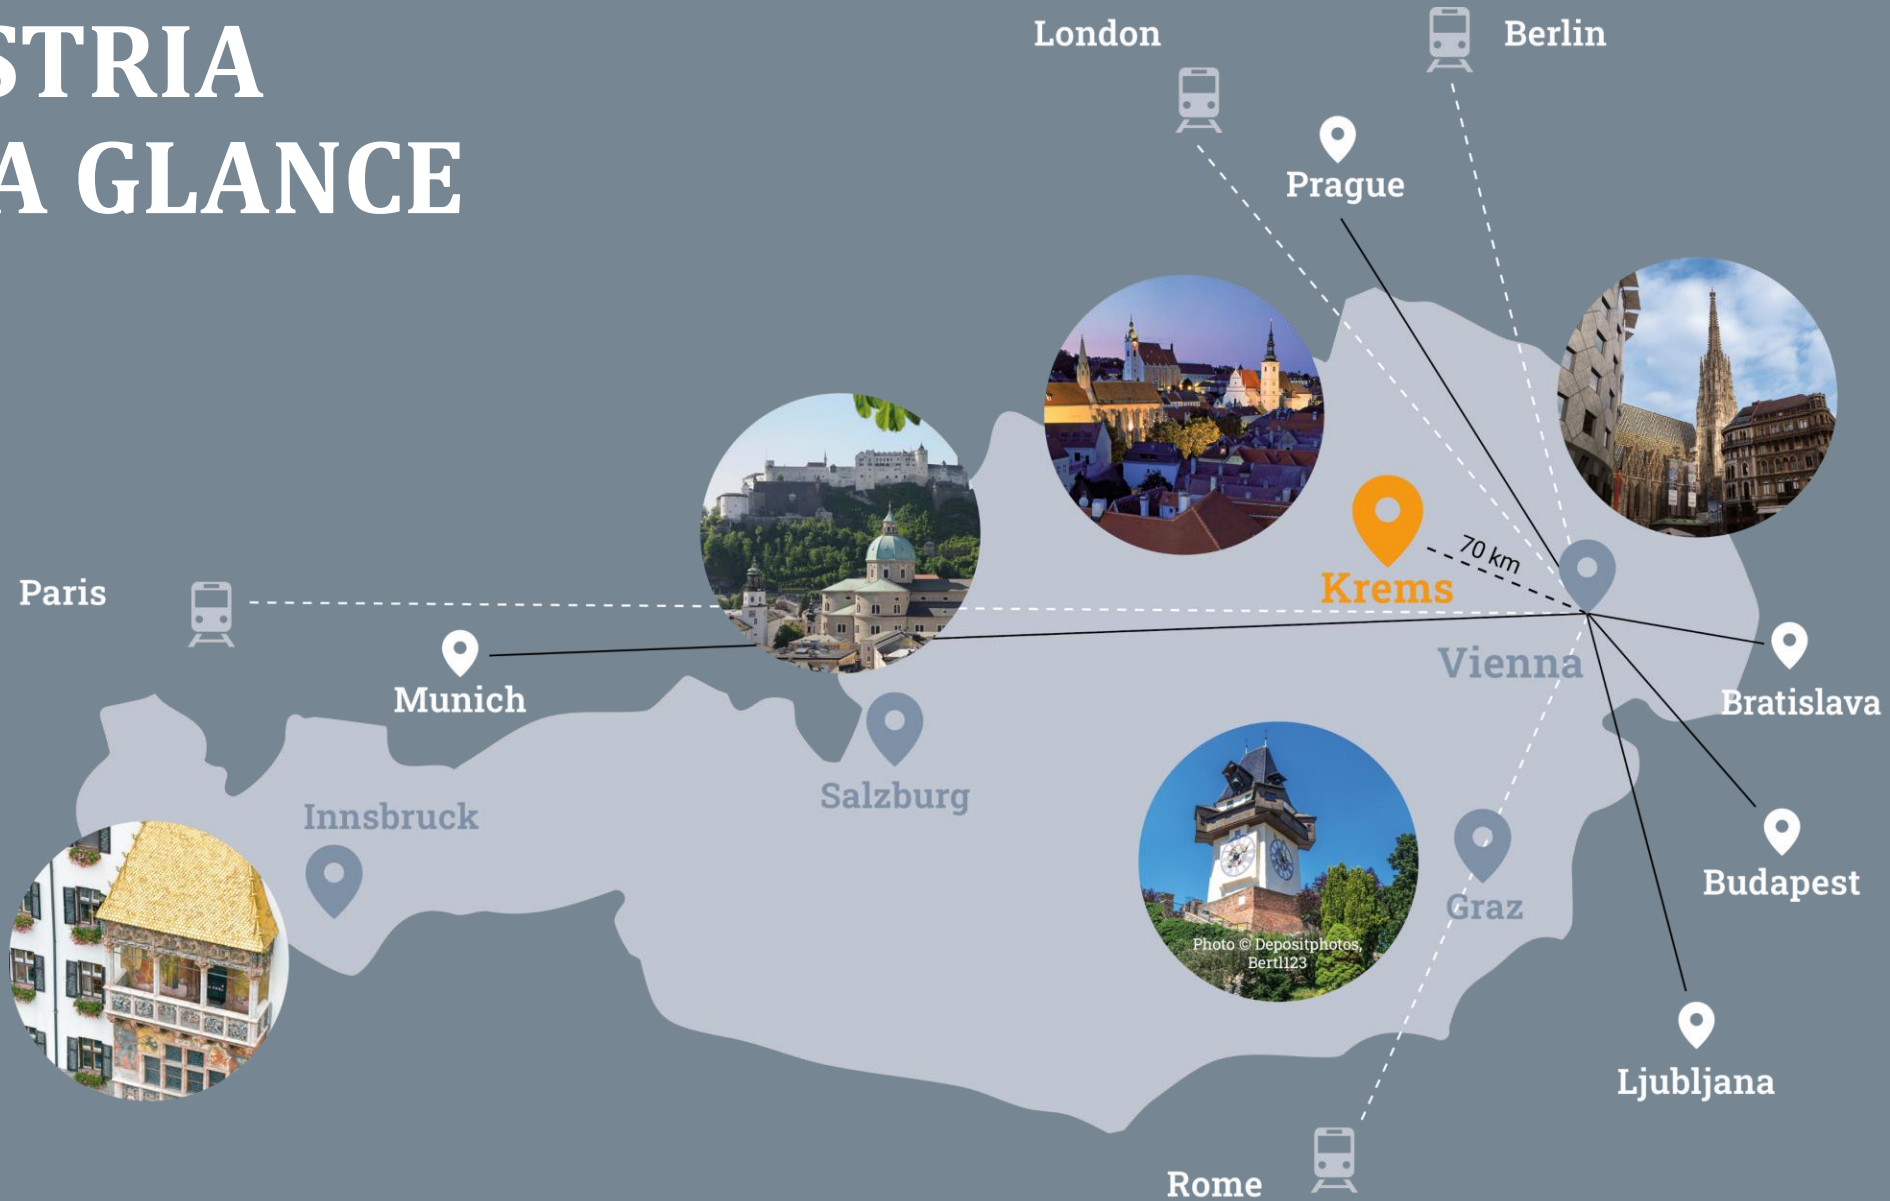 STRIA
A GLANCE
London
Berlin
Prague
70 km
Krems
Paris
Munich
Vienna
Bratislava
Salzburg
Innsbruck
Budapest
Graz
Photo © Depositphotos,
Bertl123
Ljubljana
Rome